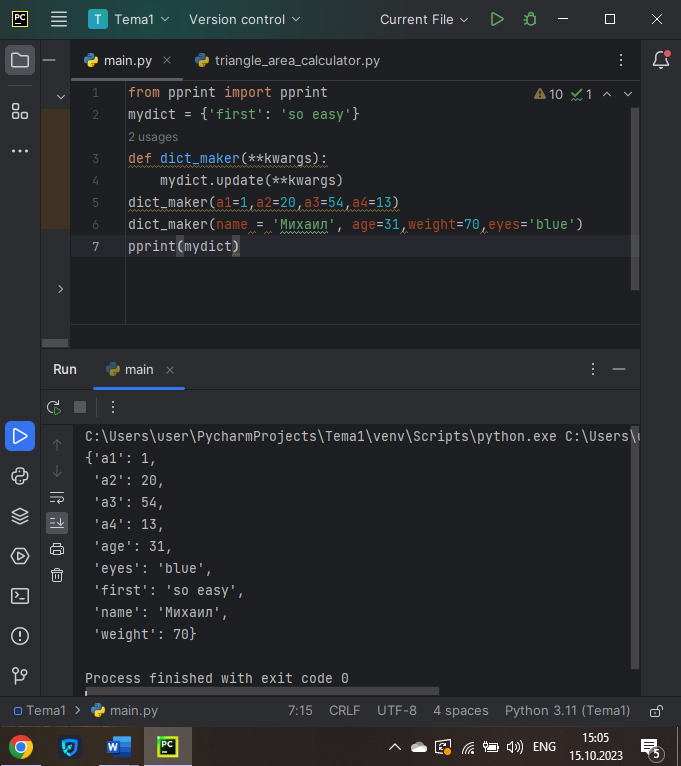 PC T Tema1 Version control Current File
main.py triangle_area_calculator.py
1 from pprint import pprint 10 1
2 mydict = {'first': 'so easy'}
2 usages
3 def dict_maker(**kwargs):
4 mydict.update(**kwargs)
5 dict_maker(a1=1,a2=20,a3=54,a4=13)
6 dict_maker(name = 'Михаил', age=31,weight=70,eyes='blue')
7 pprint(mydict)
Run main
C:\Users\user\PycharmProjects\Tema1\venv\Scripts\python.exe C:\Users\
{'a1': 1,
'a2': 20,
'a3': 54,
'a4': 13,
'age': 31,
'eyes': 'blue',
'first': 'so easy',
'name': 'Михаил',
'weight': 70}
Process finished with exit code 0
Tema1 > main.py 7:15 CRLF UTF-8 4 spaces Python 3.11 (Tema1)
W PC ENG 15:05
15.10.2023 5